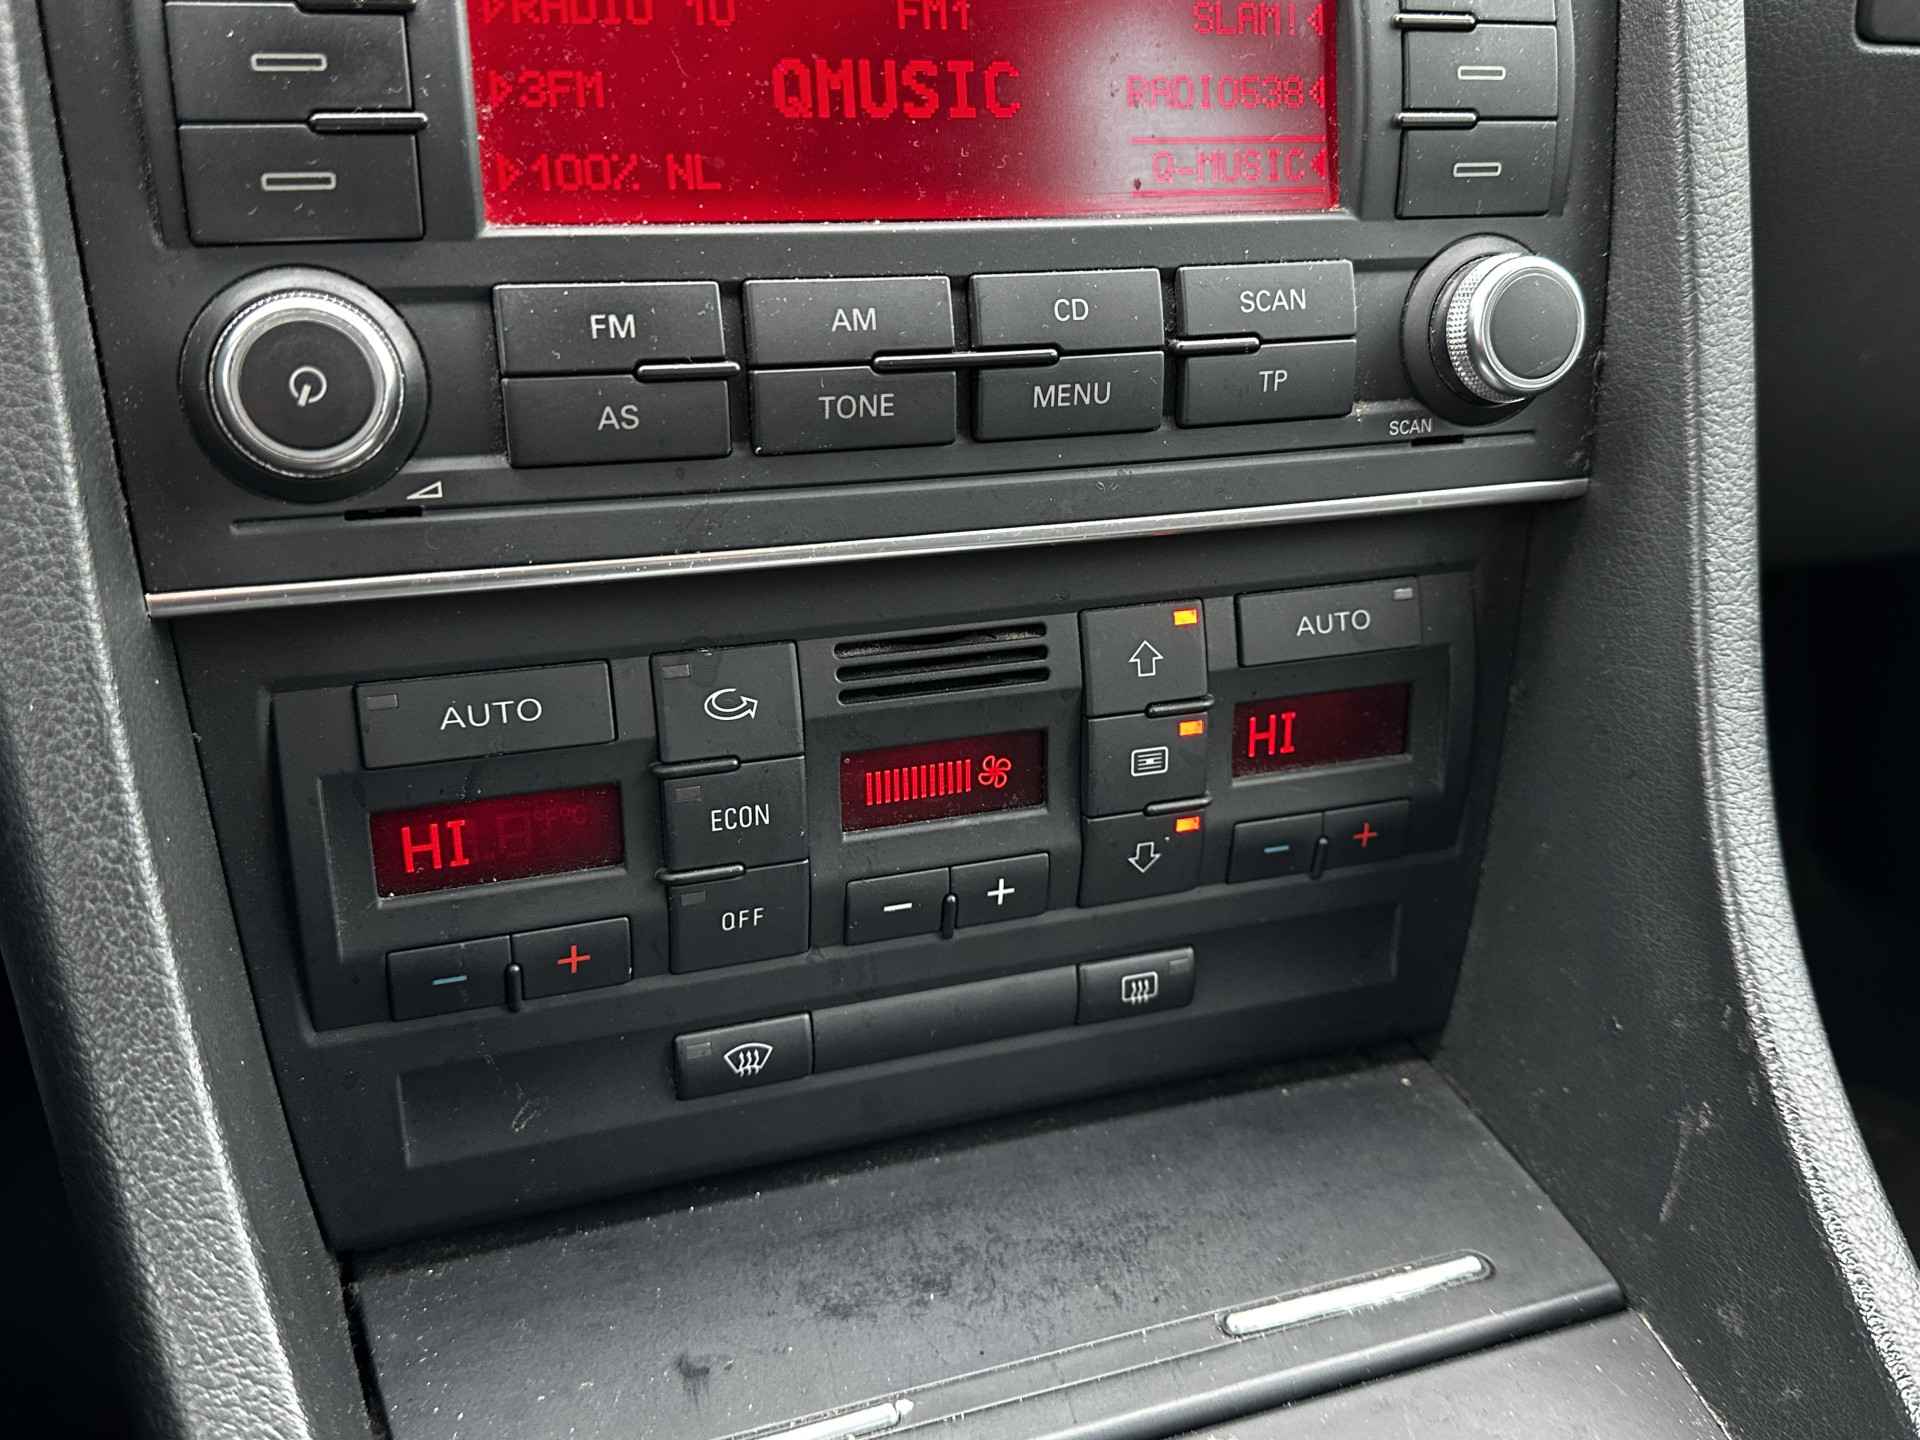 RADIO 10 FM1 SLAM!
3FM QMUSIC RADIO538
100% NL Q-MUSIC
FM AM CD SCAN
AS TONE MENU TP
SCAN
AUTO AUTO
HI HI
°F°C
ECON
OFF